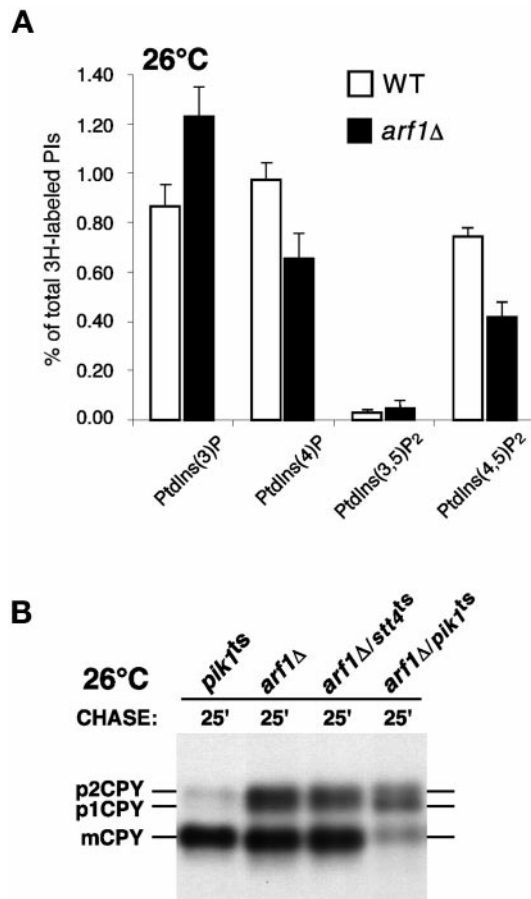 A
26°C
WT
arf1Δ
% of total 3H-labeled PIs
1.40
1.20
1.00
0.80
0.60
0.40
0.20
0.00
PtdIns(3)P
PtdIns(4)P
PtdIns(3,5)P2
PtdIns(4,5)P2
B
26°C
pik1ts
arf1Δ
arf1Δ/stt4ts
arf1Δ/pik1ts
CHASE: 25' 25' 25' 25'
p2CPY
p1CPY
mCPY